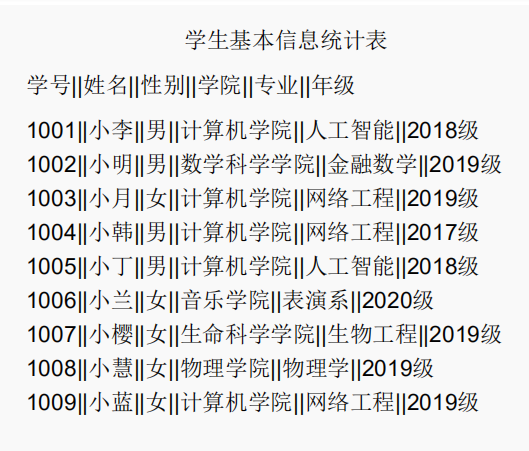 学生基本信息统计表
学号||姓名||性别||学院||专业||年级
1001||小李||男||计算机学院||人工智能||2018级
1002||小明||男||数学科学学院||金融数学||2019级
1003||小月||女||计算机学院||网络工程||2019级
1004||小韩||男||计算机学院||网络工程||2017级
1005||小丁||男||计算机学院||人工智能||2018级
1006||小兰||女||音乐学院||表演系||2020级
1007||小樱||女||生命科学学院||生物工程||2019级
1008||小慧||女||物理学院||物理学||2019级
1009||小蓝||女||计算机学院||网络工程||2019级